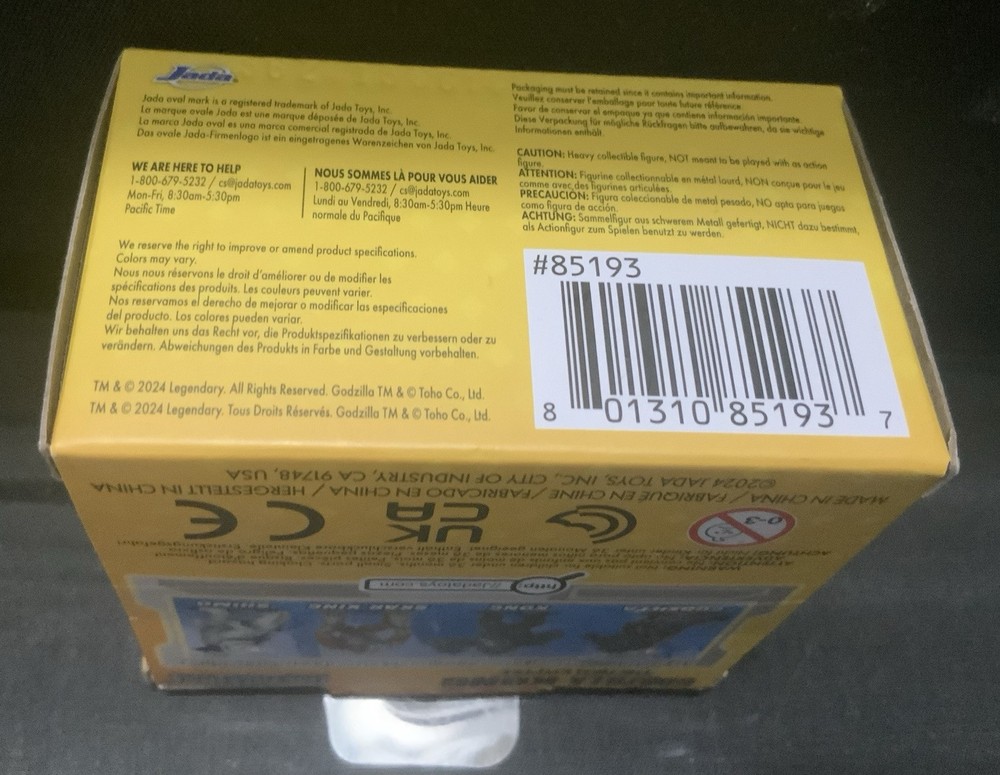 Jada
Jada oval mark is a registered trademark of Jada Toys, Inc.
La marque ovale Jada est une marque déposée de Jada Toys, Inc.
La marca Jada oval es una marca comercial registrada de Jada Toys, Inc.
Das ovale Jada-Firmenlogo ist ein eingetragenes Warenzeichen von Jada Toys, Inc.
WE ARE HERE TO HELP
1-800-679-5232 / cs@jadatoys.com
Mon-Fri, 8:30am-5:30pm
Pacific Time
NOUS SOMMES LÀ POUR VOUS AIDER
1-800-679-5232 / cs@jadatoys.com
Lundi au Vendredi, 8:30am-5:30pm Heure
normale du Pacifique
We reserve the right to improve or amend product specifications.
Colors may vary.
Nous nous réservons le droit d'améliorer ou de modifier les
spécifications des produits. Les couleurs peuvent varier.
Nos reservamos el derecho de mejorar o modificar las especificaciones
del producto. Los colores pueden variar.
Wir behalten uns das Recht vor, die Produktspezifikationen zu verbessern oder zu
verändern. Abweichungen des Produkts in Farbe und Gestaltung vorbehalten.
TM & © 2024 Legendary. All Rights Reserved. Godzilla TM & © Toho Co., Ltd.
TM & © 2024 Legendary. Tous Droits Réservés. Godzilla TM & © Toho Co., Ltd.
Packaging must be retained since it contains important information.
Veuillez conserver l'emballage pour toute future référence.
Favor de conservar el empaque ya que contiene información importante.
Diese Verpackung für mögliche Rückfragen bitte aufbewahren, da sie wichtige
Informationen enthält.
CAUTION: Heavy collectible figure, NOT meant to be played with as action
figure.
ATTENTION: Figurine collectionnable en métal lourd, NON conçue pour le jeu
comme avec des figurines articulées.
PRECAUCIÓN: Figura coleccionable de metal pesado, NO apta para juegos
como figura de acción.
ACHTUNG: Sammelfigur aus schwerem Metall gefertigt, NICHT dazu bestimmt,
als Actionfigur zum Spielen benutzt zu werden.
#85193
8 01310 85193 7
©2024 JADA TOYS, INC., CITY OF INDUSTRY, CA 91748, USA
MADE IN CHINA / FABRIQUÉ EN CHINE / FABRICADO EN CHINA / HERGESTELLT IN CHINA
0-3
UK
CA
CE
http://Jadatoys.com
KONG
SKAR KING
SHIMO